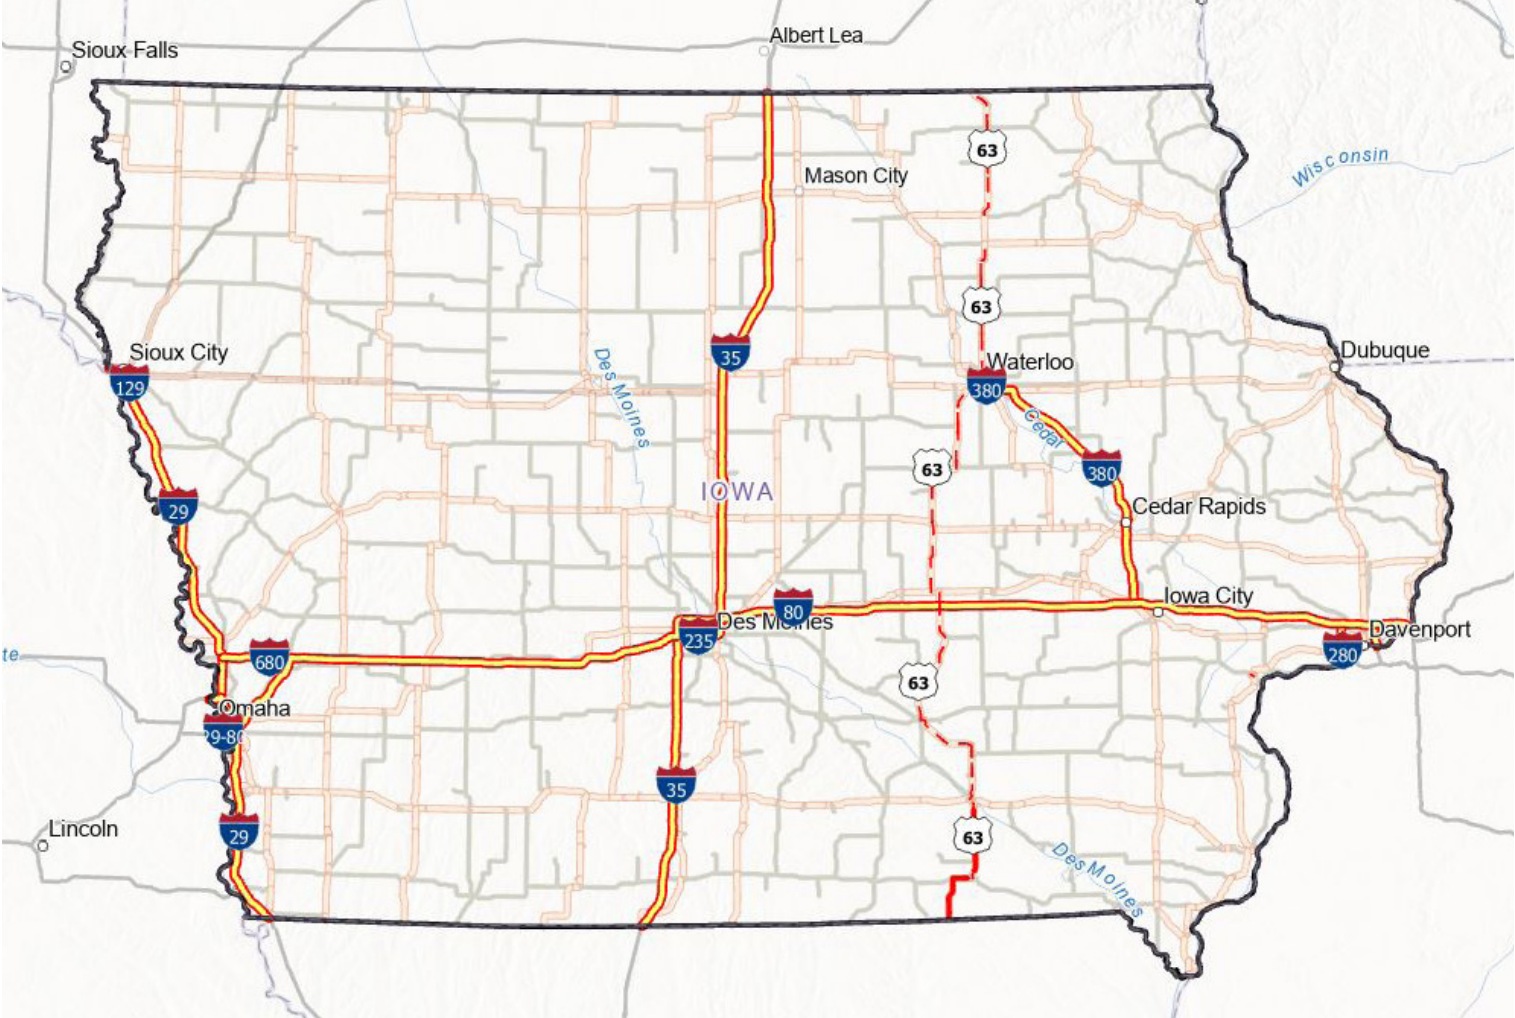 Albert Lea
Sioux Falls
63
Wisconsin
Mason City
63
Sioux City
35
Dubuque
Waterloo
129
380
Des Moines
Cedar
63
380
IOWA
29
Cedar Rapids
Iowa City
80
Des Moines
235
Davenport
280
te
680
63
Omaha
29-80
35
29
Lincoln
63
Des Moines